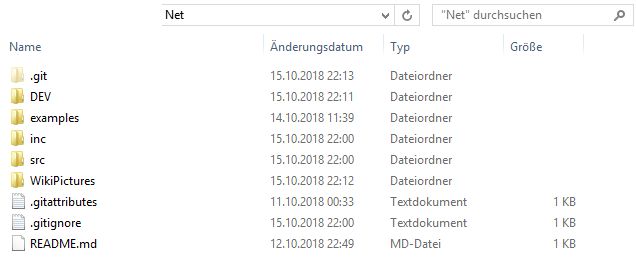 Net "Net" durchsuchen
Name Änderungsdatum Typ Größe
.git 15.10.2018 22:13 Dateiordner
DEV 15.10.2018 22:11 Dateiordner
examples 14.10.2018 11:39 Dateiordner
inc 15.10.2018 22:00 Dateiordner
src 15.10.2018 22:00 Dateiordner
WikiPictures 15.10.2018 22:12 Dateiordner
.gitattributes 11.10.2018 00:33 Textdokument 1 KB
.gitignore 15.10.2018 22:00 Textdokument 1 KB
README.md 12.10.2018 22:49 MD-Datei 1 KB